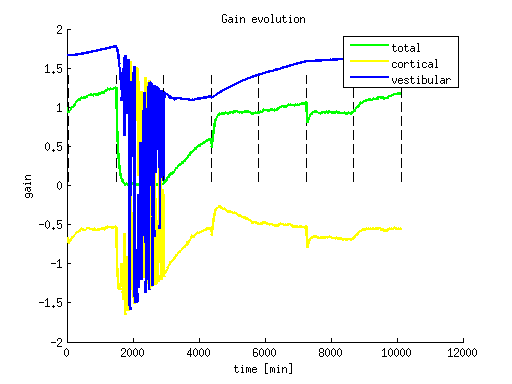 Gain evolution
total
cortical
vestibular
2
1.5
1
0.5
0
-0.5
-1
-1.5
-2
gain
0 2000 4000 6000 8000 10000 12000
time [min]